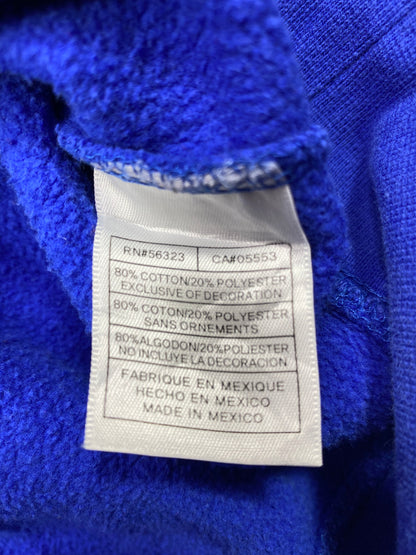 RN#56323 CA#05553
80% COTTON/20% POLYESTER
EXCLUSIVE OF DECORATION
80% COTTON/20% POLYESTER
SANS ORNEMENTS
80%ALGODON/20%POLIESTER
NO INCLUYE LA DECORACION
FABRIQUE EN MEXIQUE
HECHO EN MEXICO
MADE IN MEXICO